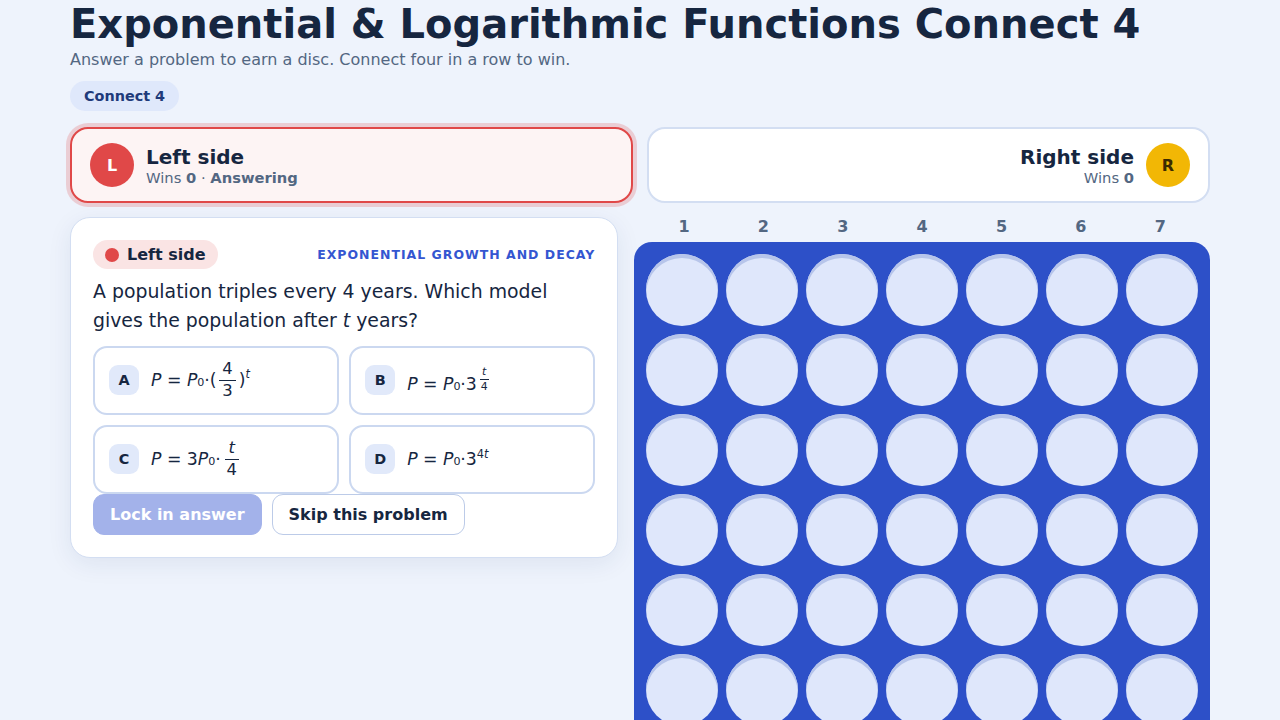 Exponential & Logarithmic Functions Connect 4
Answer a problem to earn a disc. Connect four in a row to win.
Connect 4
L
Left side
Wins 0 · Answering
Right side
Wins 0
R
Left side
EXPONENTIAL GROWTH AND DECAY
A population triples every 4 years. Which model
gives the population after t years?
A P = P₀·(4/3)^t
B P = P₀·3^(t/4)
C P = 3P₀·t/4
D P = P₀·3^(4t)
Lock in answer
Skip this problem
1 2 3 4 5 6 7